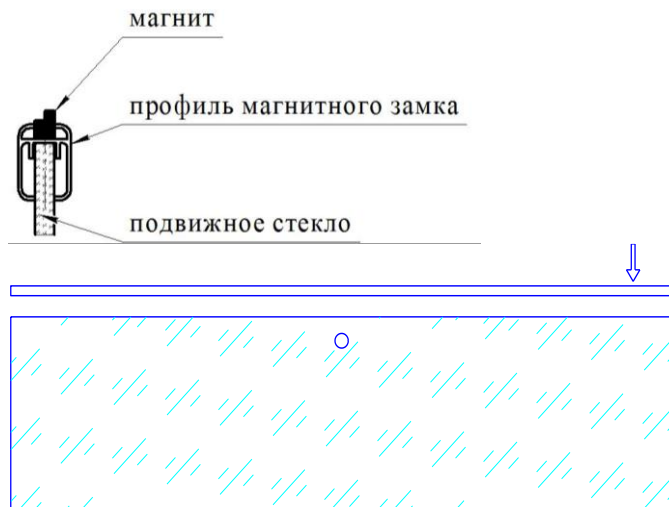 магнит
профиль магнитного замка
подвижное стекло